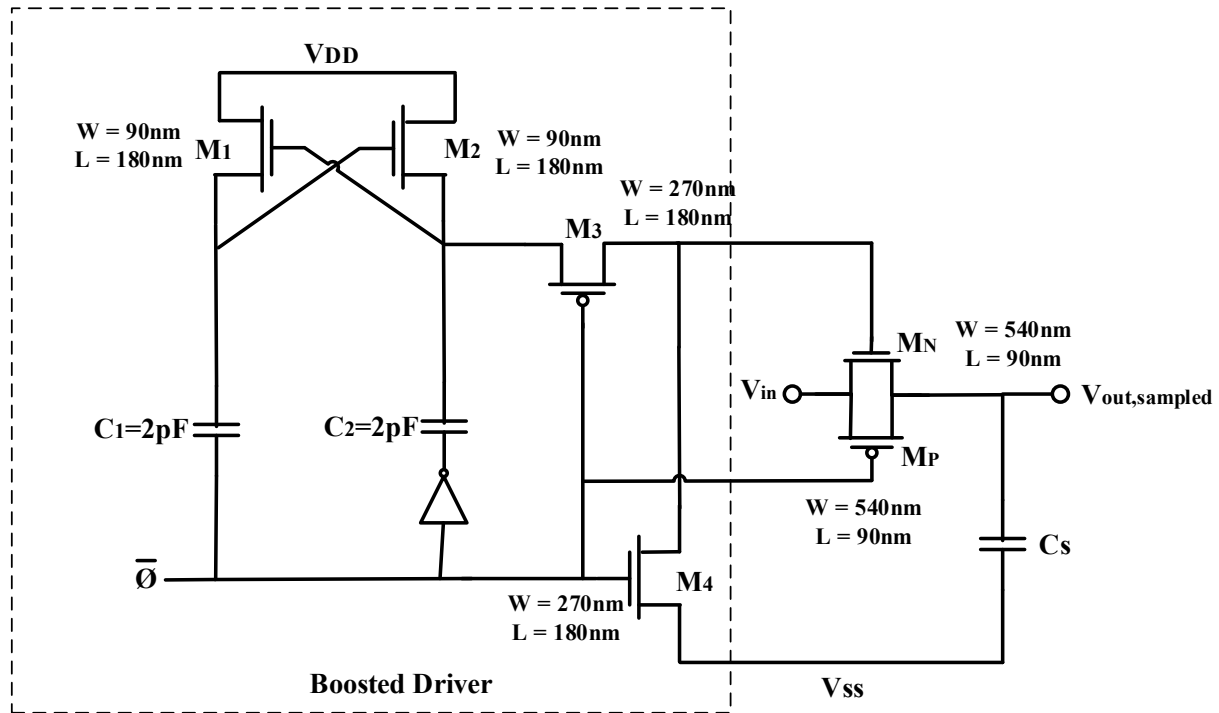 VDD
W = 90nm
L = 180nm
M1
M2
W = 90nm
L = 180nm
W = 270nm
L = 180nm
M3
MN
W = 540nm
L = 90nm
Vin
Vout,sampled
C1=2pF
C2=2pF
MP
W = 540nm
L = 90nm
Cs
Ø̅
M4
W = 270nm
L = 180nm
Boosted Driver
Vss